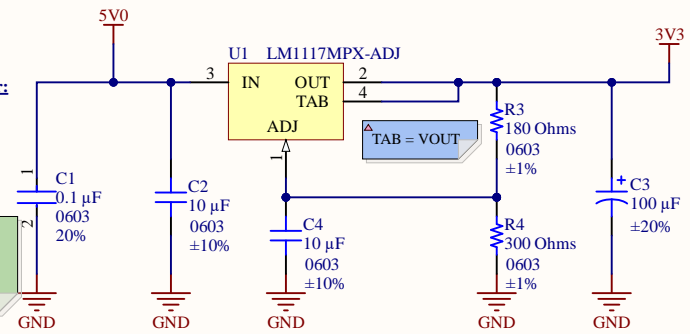 5V0
3V3
U1 LM1117MPX-ADJ
3 IN OUT 2
TAB 4
ADJ
1
TAB = VOUT
R3
180 Ohms
0603
±1%
1
C1
0.1 µF
0603
20%
2
C2
10 µF
0603
±10%
C4
10 µF
0603
±10%
R4
300 Ohms
0603
±1%
+
C3
100 µF
±20%
GND
GND
GND
GND
GND